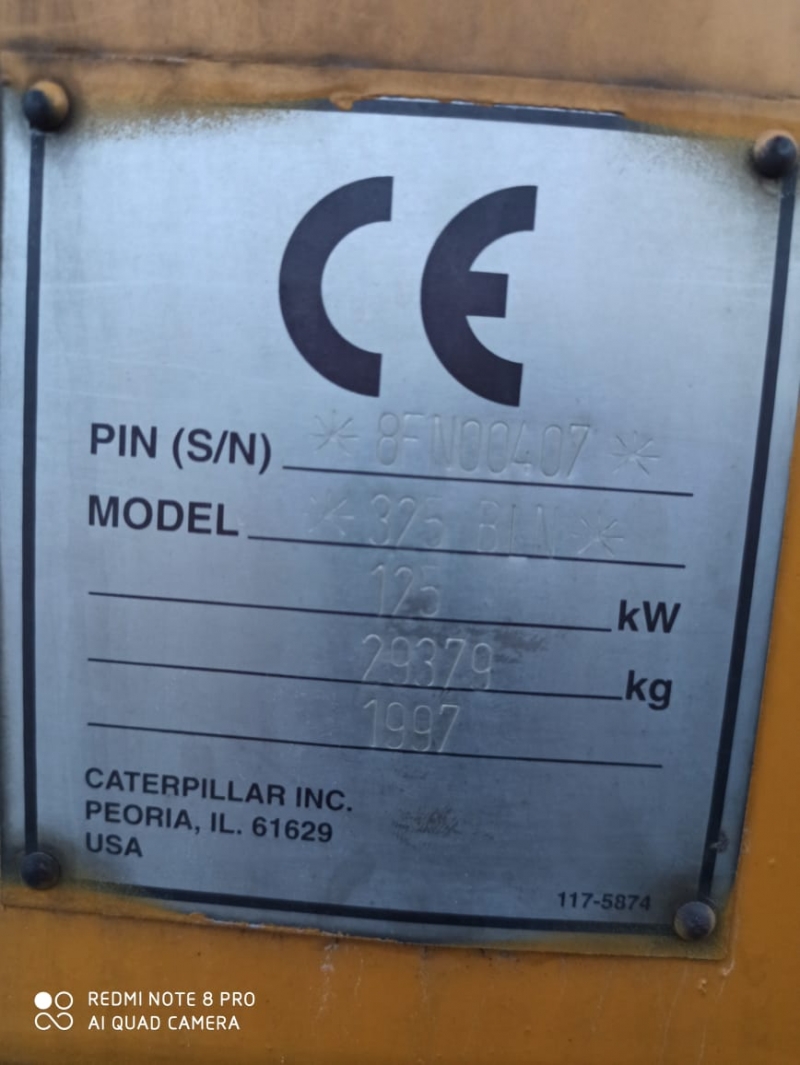 CE
PIN (S/N) *8FN00407*
MODEL *325 BLN*
125 kW
29379 kg
1997
CATERPILLAR INC.
PEORIA, IL. 61629
USA
117-5874
REDMI NOTE 8 PRO
AI QUAD CAMERA